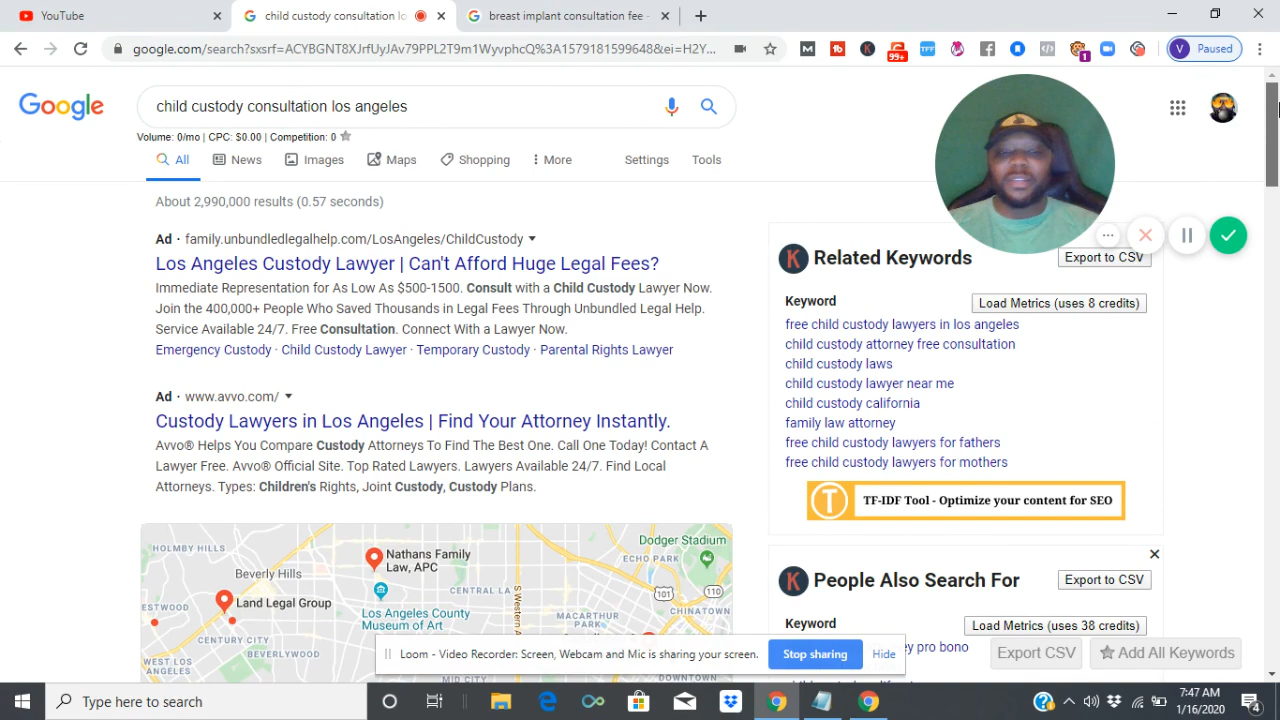 YouTube
child custody consultation lo
breast implant consultation fee -
google.com/search?sxsrf=ACYBGNT8XJrfUyJAv79PPL2T9m1WyvphcQ%3A1579181599648&ei=H2Y...
99+
TFF
1
V Paused
Google
child custody consultation los angeles
Volume: 0/mo | CPC: $0.00 | Competition: 0
All
News
Images
Maps
Shopping
More
Settings
Tools
About 2,990,000 results (0.57 seconds)
Ad · family.unbundledlegalhelp.com/LosAngeles/ChildCustody
Los Angeles Custody Lawyer | Can't Afford Huge Legal Fees?
Immediate Representation for As Low As $500-1500. Consult with a Child Custody Lawyer Now.
Join the 400,000+ People Who Saved Thousands in Legal Fees Through Unbundled Legal Help.
Service Available 24/7. Free Consultation. Connect With a Lawyer Now.
Emergency Custody · Child Custody Lawyer · Temporary Custody · Parental Rights Lawyer
Ad · www.avvo.com/
Custody Lawyers in Los Angeles | Find Your Attorney Instantly.
Avvo® Helps You Compare Custody Attorneys To Find The Best One. Call One Today! Contact A
Lawyer Free. Avvo® Official Site. Top Rated Lawyers. Lawyers Available 24/7. Find Local
Attorneys. Types: Children's Rights, Joint Custody, Custody Plans.
HOLMBY HILLS
Beverly Hills
Nathans Family
Law, APC
Dodger Stadium
ECHO PARK
Land Legal Group
CENTRAL LA
Los Angeles County
Museum of Art
S Western
MACARTHUR
PARK
101
110
CHINATOWN
ESTWOOD
CENTURY CITY
BEVERLYWOOD
WEST LOS
ANGELES
MID CITY
DOWNTOWN
K Related Keywords
Export to CSV
Keyword
Load Metrics (uses 8 credits)
free child custody lawyers in los angeles
child custody attorney free consultation
child custody laws
child custody lawyer near me
child custody california
family law attorney
free child custody lawyers for fathers
free child custody lawyers for mothers
T TF-IDF Tool - Optimize your content for SEO
K People Also Search For
Export to CSV
Keyword
Load Metrics (uses 38 credits)
ey pro bono
Export CSV
Add All Keywords
Loom - Video Recorder: Screen, Webcam and Mic is sharing your screen.
Stop sharing
Hide
Type here to search
7:47 AM
1/16/2020
4